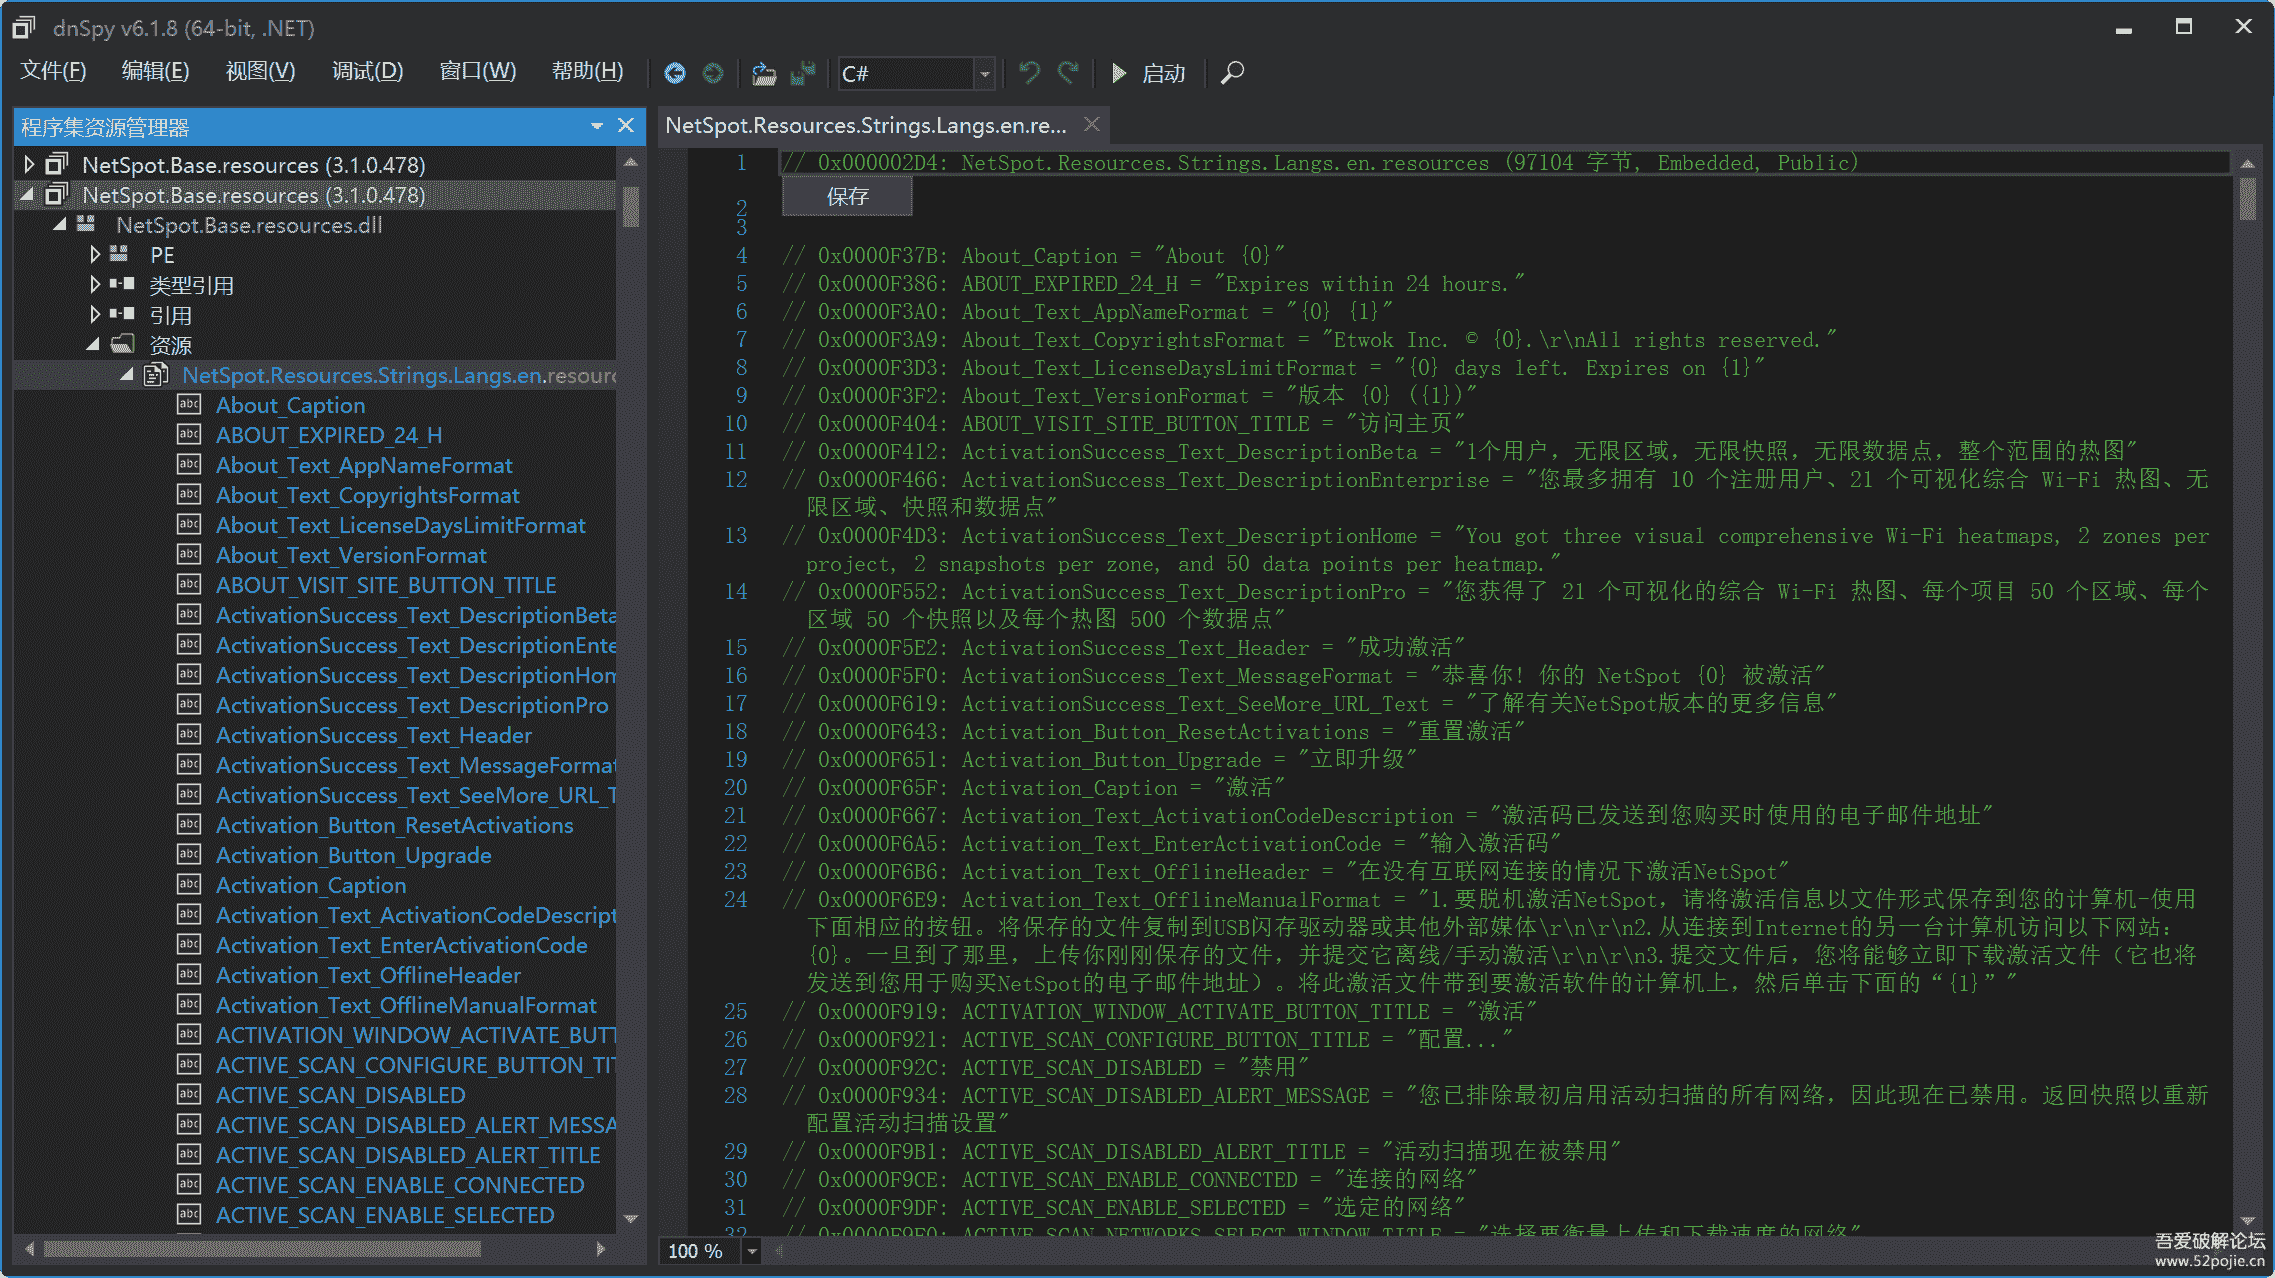 dnSpy v6.1.8 (64-bit, .NET)
文件(F) 编辑(E) 视图(V) 调试(D) 窗口(W) 帮助(H) C# 启动
程序集资源管理器
NetSpot.Base.resources (3.1.0.478)
NetSpot.Base.resources (3.1.0.478)
NetSpot.Base.resources.dll
PE
类型引用
引用
资源
NetSpot.Resources.Strings.Langs.en.resourc
About_Caption
ABOUT_EXPIRED_24_H
About_Text_AppNameFormat
About_Text_CopyrightsFormat
About_Text_LicenseDaysLimitFormat
About_Text_VersionFormat
ABOUT_VISIT_SITE_BUTTON_TITLE
ActivationSuccess_Text_DescriptionBeta
ActivationSuccess_Text_DescriptionEnte
ActivationSuccess_Text_DescriptionHom
ActivationSuccess_Text_DescriptionPro
ActivationSuccess_Text_Header
ActivationSuccess_Text_MessageFormat
ActivationSuccess_Text_SeeMore_URL_T
Activation_Button_ResetActivations
Activation_Button_Upgrade
Activation_Caption
Activation_Text_ActivationCodeDescript
Activation_Text_EnterActivationCode
Activation_Text_OfflineHeader
Activation_Text_OfflineManualFormat
ACTIVATION_WINDOW_ACTIVATE_BUTT
ACTIVE_SCAN_CONFIGURE_BUTTON_TIT
ACTIVE_SCAN_DISABLED
ACTIVE_SCAN_DISABLED_ALERT_MESSA
ACTIVE_SCAN_DISABLED_ALERT_TITLE
ACTIVE_SCAN_ENABLE_CONNECTED
ACTIVE_SCAN_ENABLE_SELECTED
NetSpot.Resources.Strings.Langs.en.re...
1 // 0x000002D4: NetSpot.Resources.Strings.Langs.en.resources (97104 字节, Embedded, Public)
保存
2
3
4 // 0x0000F37B: About_Caption = "About {0}"
5 // 0x0000F386: ABOUT_EXPIRED_24_H = "Expires within 24 hours."
6 // 0x0000F3A0: About_Text_AppNameFormat = "{0} {1}"
7 // 0x0000F3A9: About_Text_CopyrightsFormat = "Etwok Inc. © {0}.\r\nAll rights reserved."
8 // 0x0000F3D3: About_Text_LicenseDaysLimitFormat = "{0} days left. Expires on {1}"
9 // 0x0000F3F2: About_Text_VersionFormat = "版本 {0} ({1})"
10 // 0x0000F404: ABOUT_VISIT_SITE_BUTTON_TITLE = "访问主页"
11 // 0x0000F412: ActivationSuccess_Text_DescriptionBeta = "1个用户，无限区域，无限快照，无限数据点，整个范围的热图"
12 // 0x0000F466: ActivationSuccess_Text_DescriptionEnterprise = "您最多拥有 10 个注册用户、21 个可视化综合 Wi-Fi 热图、无
限区域、快照和数据点"
13 // 0x0000F4D3: ActivationSuccess_Text_DescriptionHome = "You got three visual comprehensive Wi-Fi heatmaps, 2 zones per
project, 2 snapshots per zone, and 50 data points per heatmap."
14 // 0x0000F552: ActivationSuccess_Text_DescriptionPro = "您获得了 21 个可视化的综合 Wi-Fi 热图、每个项目 50 个区域、每个
区域 50 个快照以及每个热图 500 个数据点"
15 // 0x0000F5E2: ActivationSuccess_Text_Header = "成功激活"
16 // 0x0000F5F0: ActivationSuccess_Text_MessageFormat = "恭喜你! 你的 NetSpot {0} 被激活"
17 // 0x0000F619: ActivationSuccess_Text_SeeMore_URL_Text = "了解有关NetSpot版本的更多信息"
18 // 0x0000F643: Activation_Button_ResetActivations = "重置激活"
19 // 0x0000F651: Activation_Button_Upgrade = "立即升级"
20 // 0x0000F65F: Activation_Caption = "激活"
21 // 0x0000F667: Activation_Text_ActivationCodeDescription = "激活码已发送到您购买时使用的电子邮件地址"
22 // 0x0000F6A5: Activation_Text_EnterActivationCode = "输入激活码"
23 // 0x0000F6B6: Activation_Text_OfflineHeader = "在没有互联网连接的情况下激活NetSpot"
24 // 0x0000F6E9: Activation_Text_OfflineManualFormat = "1.要脱机激活NetSpot，请将激活信息以文件形式保存到您的计算机-使用
下面相应的按钮。将保存的文件复制到USB闪存驱动器或其他外部媒体\r\n\r\n2.从连接到Internet的另一台计算机访问以下网站：
{0}。一旦到了那里，上传你刚刚保存的文件，并提交它离线/手动激活\r\n\r\n3.提交文件后，您将能够立即下载激活文件（它也将
发送到您用于购买NetSpot的电子邮件地址）。将此激活文件带到要激活软件的计算机上，然后单击下面的“{1}”"
25 // 0x0000F919: ACTIVATION_WINDOW_ACTIVATE_BUTTON_TITLE = "激活"
26 // 0x0000F921: ACTIVE_SCAN_CONFIGURE_BUTTON_TITLE = "配置..."
27 // 0x0000F92C: ACTIVE_SCAN_DISABLED = "禁用"
28 // 0x0000F934: ACTIVE_SCAN_DISABLED_ALERT_MESSAGE = "您已排除最初启用活动扫描的所有网络，因此现在已禁用。返回快照以重新
配置活动扫描设置"
29 // 0x0000F9B1: ACTIVE_SCAN_DISABLED_ALERT_TITLE = "活动扫描现在被禁用"
30 // 0x0000F9CE: ACTIVE_SCAN_ENABLE_CONNECTED = "连接的网络"
31 // 0x0000F9DF: ACTIVE_SCAN_ENABLE_SELECTED = "选定的网络"
32 // 0x0000F9F0: ACTIVE_SCAN_NETWORKS_SELECT_WINDOW_TITLE = "选择要衡量上传和下载速度的网络"
100 %
吾爱破解论坛
www.52pojie.cn